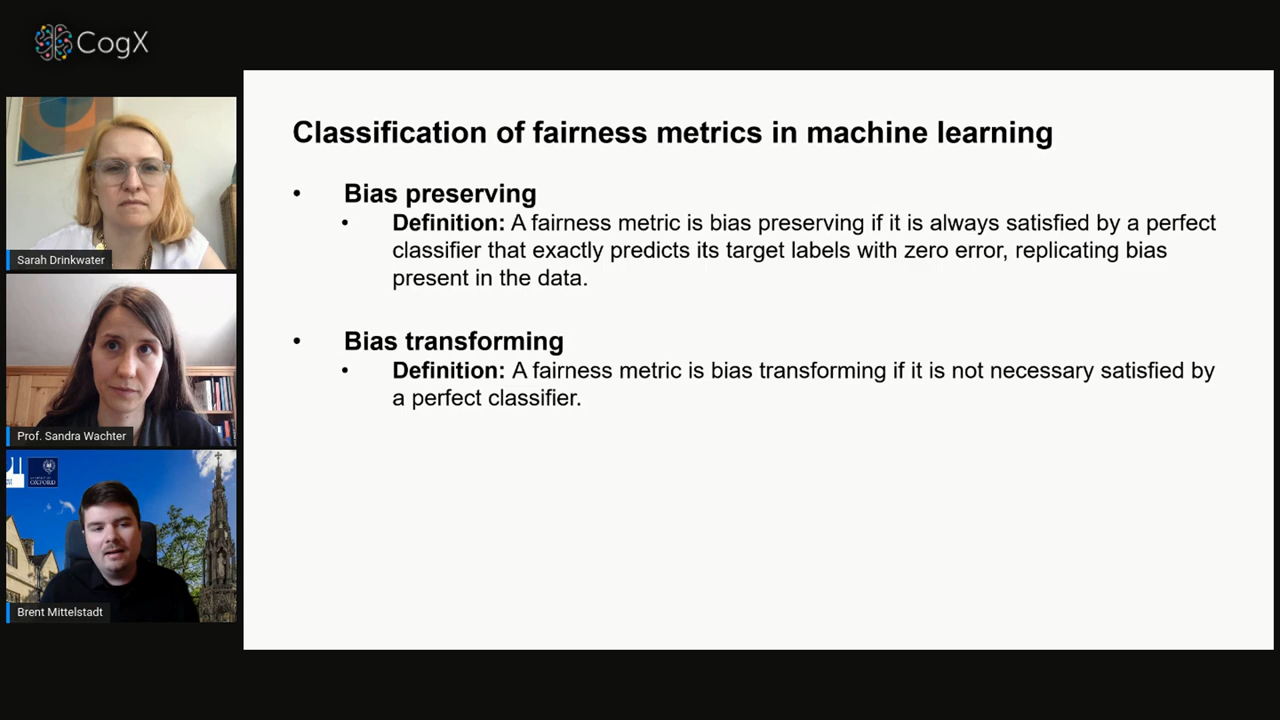 CogX
Sarah Drinkwater
Prof. Sandra Wachter
OXFORD
Brent Mittelstadt
Classification of fairness metrics in machine learning
• Bias preserving
• Definition: A fairness metric is bias preserving if it is always satisfied by a perfect
classifier that exactly predicts its target labels with zero error, replicating bias
present in the data.
• Bias transforming
• Definition: A fairness metric is bias transforming if it is not necessary satisfied by
a perfect classifier.